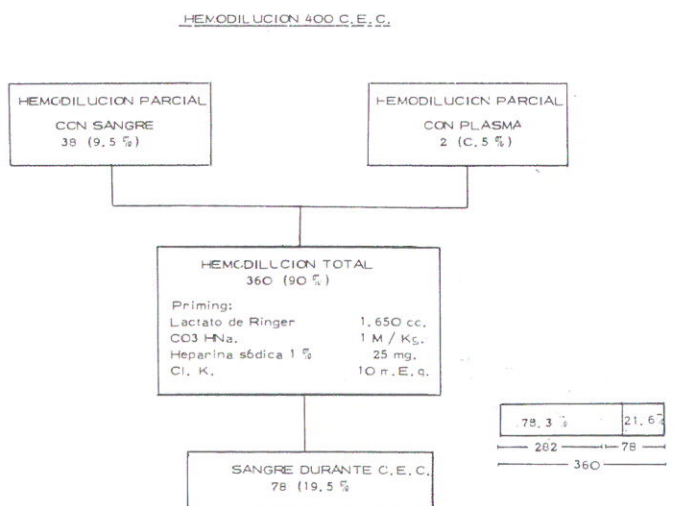 HEMODILUCION 400 C.E.C.
HEMODILUCION PARCIAL
CON SANGRE
38 (9,5 %)
HEMODILUCION PARCIAL
CON PLASMA
2 (C,5 %)
HEMODILUCION TOTAL
360 (90 %)
Priming:
Lactato de Ringer 1,650 cc.
CO3 HNa. 1 M / Kg.
Heparina sódica 1 % 25 mg.
Cl. K. 10 m.E.q.
78,3 % 21,6%
282 78
360
SANGRE DURANTE C.E.C.
78 (19,5 %